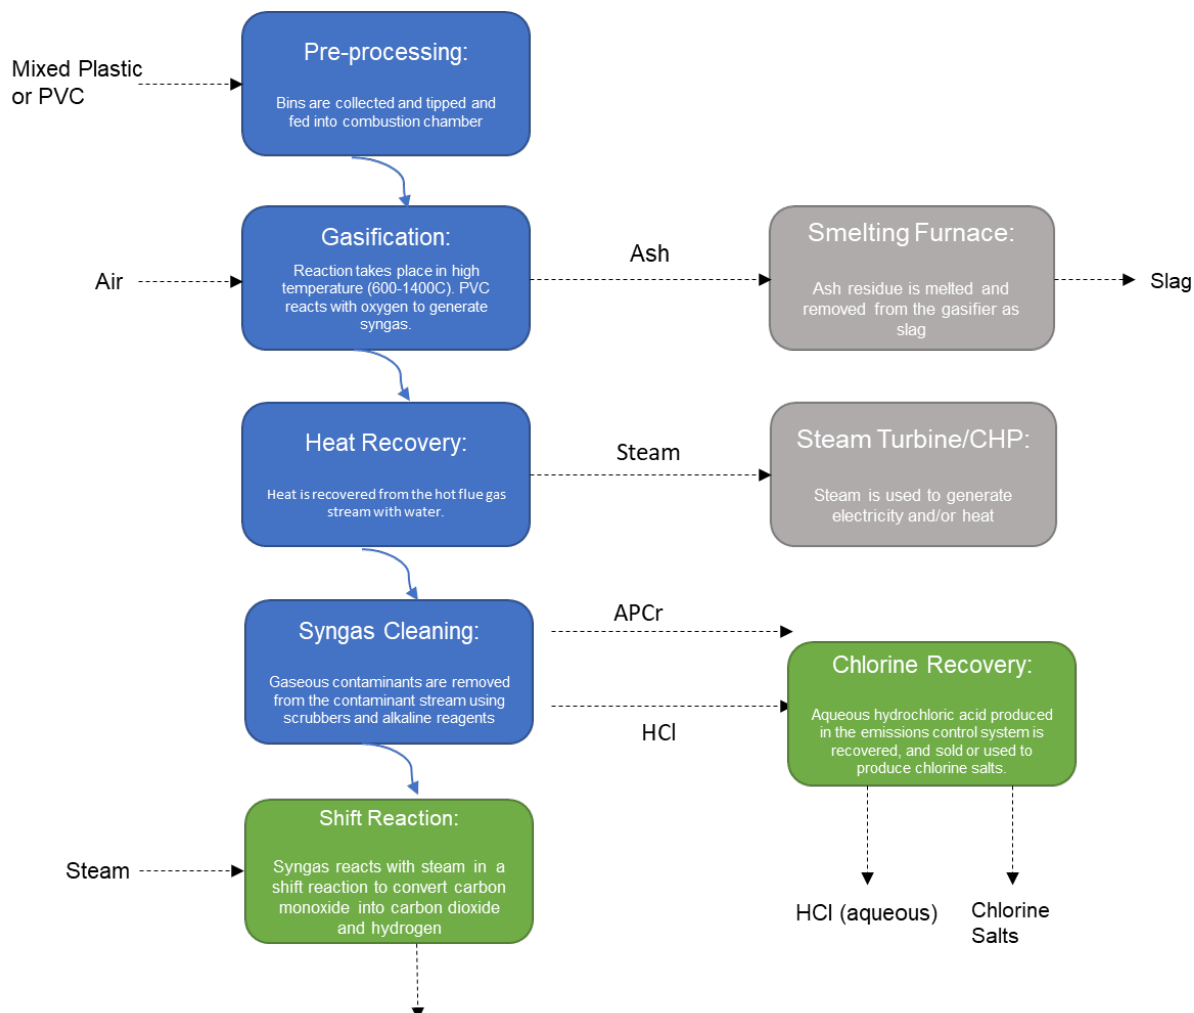 Pre-processing:
Mixed Plastic
or PVC
Bins are collected and tipped and
fed into combustion chamber
Gasification:
Air
Reaction takes place in high
temperature (600-1400C). PVC
reacts with oxygen to generate
syngas.
Ash
Smelting Furnace:
Ash residue is melted and
removed from the gasifier as
slag
Slag
Heat Recovery:
Heat is recovered from the hot flue gas
stream with water.
Steam
Steam Turbine/CHP:
Steam is used to generate
electricity and/or heat
Syngas Cleaning:
Gaseous contaminants are removed
from the contaminant stream using
scrubbers and alkaline reagents
APCr
HCl
Chlorine Recovery:
Aqueous hydrochloric acid produced
in the emissions control system is
recovered, and sold or used to
produce chlorine salts.
Shift Reaction:
Steam
Syngas reacts with steam in a
shift reaction to convert carbon
monoxide into carbon dioxide
and hydrogen
HCl (aqueous)
Chlorine
Salts